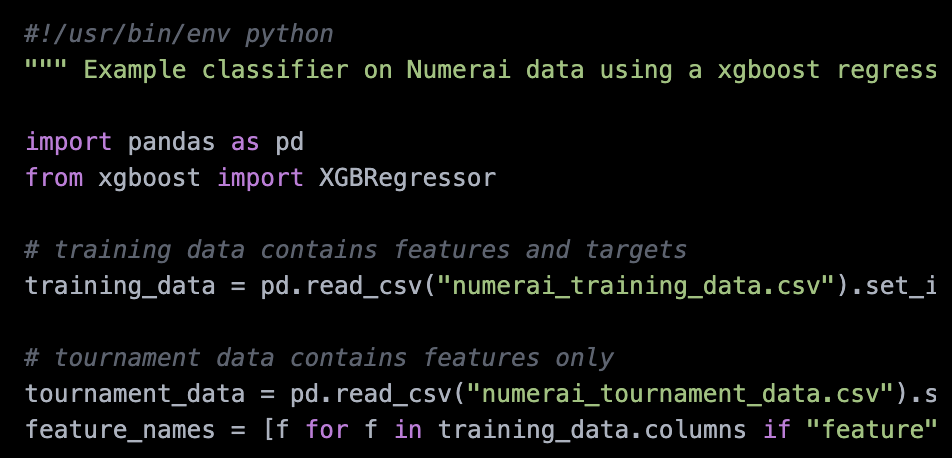 #!/usr/bin/env python
""" Example classifier on Numerai data using a xgboost regress
import pandas as pd
from xgboost import XGBRegressor
# training data contains features and targets
training_data = pd.read_csv("numerai_training_data.csv").set_i
# tournament data contains features only
tournament_data = pd.read_csv("numerai_tournament_data.csv").s
feature_names = [f for f in training_data.columns if "feature"